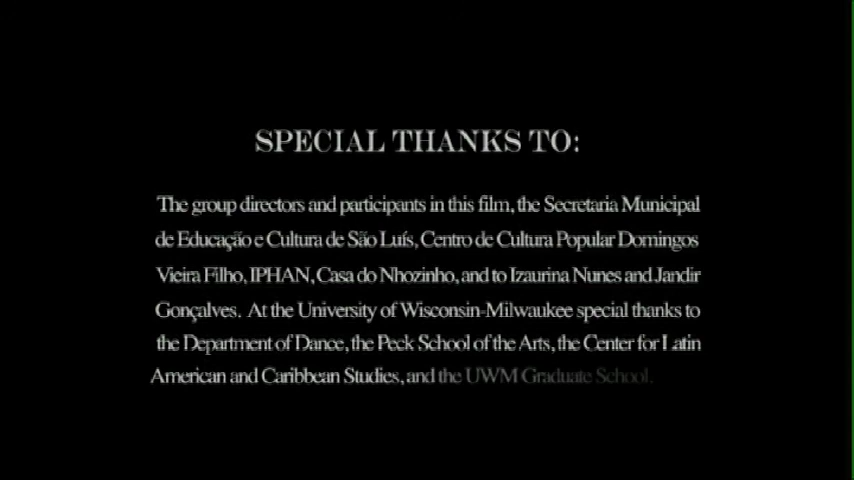 SPECIAL THANKS TO:
The group directors and participants in this film, the Secretaria Municipal
de Educação e Cultura de São Luís, Centro de Cultura Popular Domingos
Vieira Filho, IPHAN, Casa do Nhozinho, and to Izaurina Nunes and Jandir
Gonçalves. At the University of Wisconsin-Milwaukee special thanks to
the Department of Dance, the Peck School of the Arts, the Center for Latin
American and Caribbean Studies, and the UWM Graduate School.